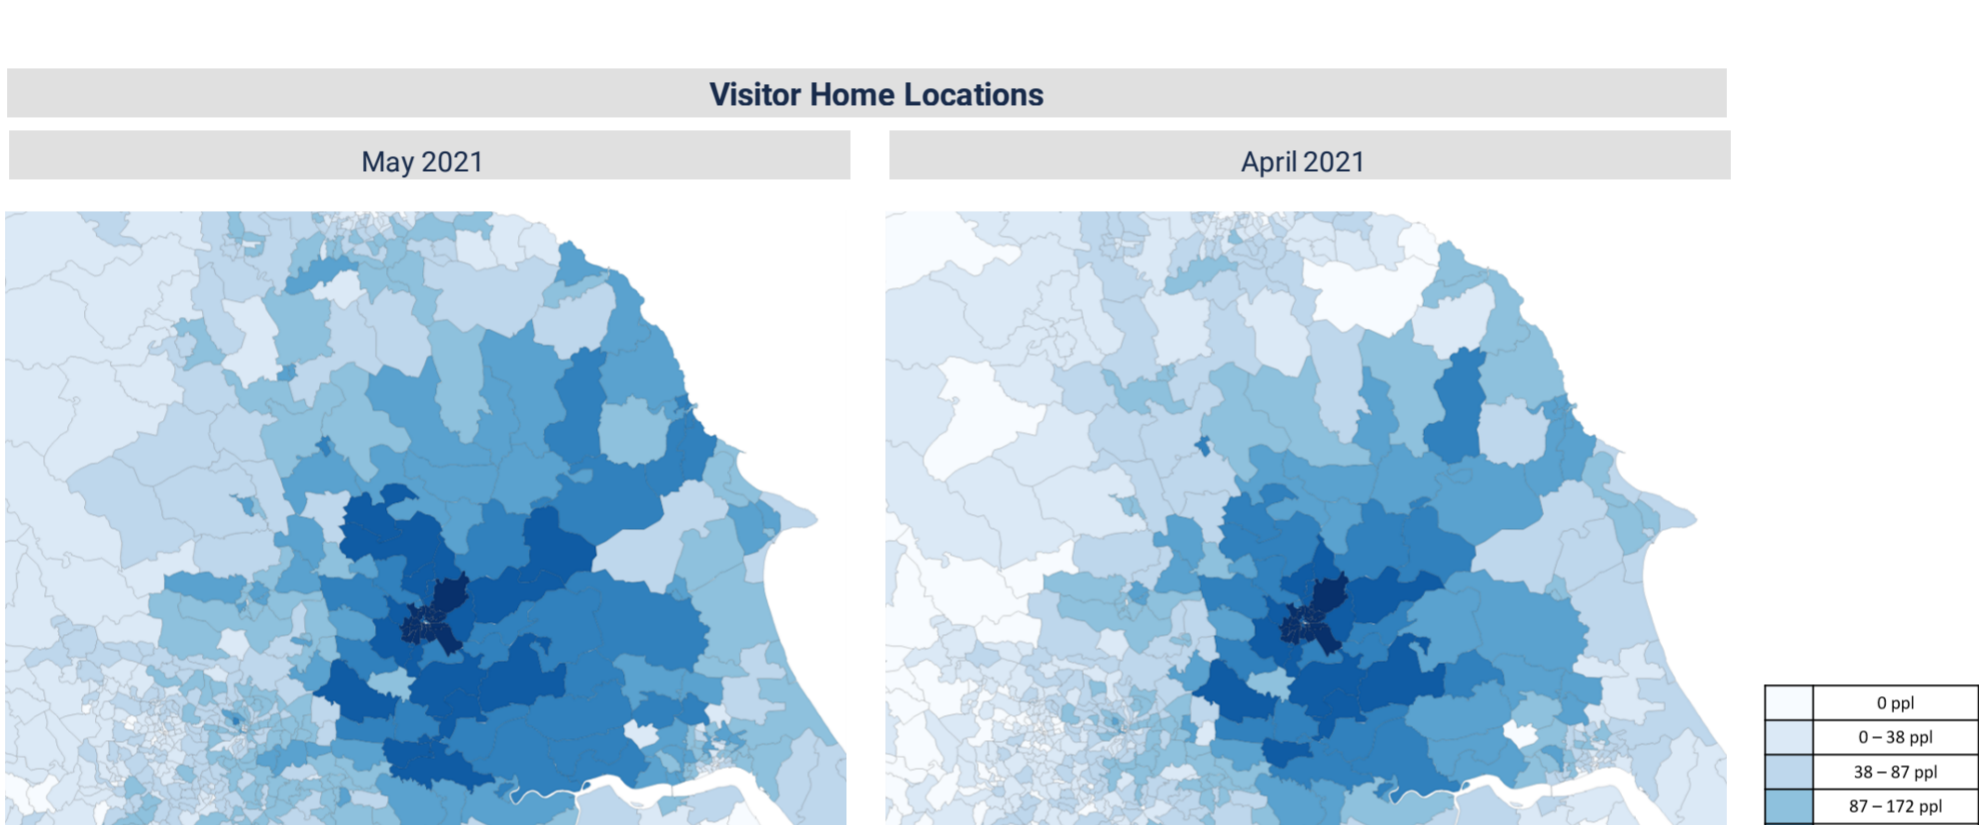 Visitor Home Locations
May 2021
April 2021
0 ppl
0 – 38 ppl
38 – 87 ppl
87 – 172 ppl